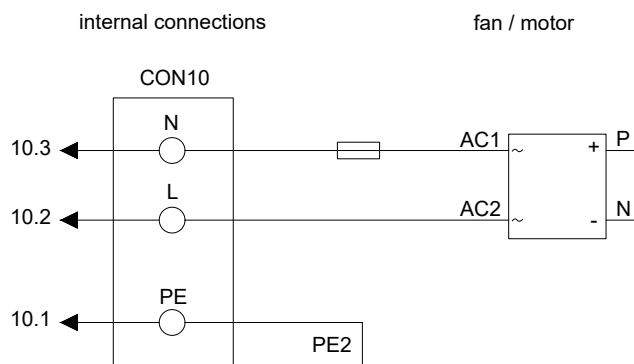 internal connections fan / motor
CON10
N
10.3 AC1 ~ + P
L
10.2 AC2 ~ - N
PE
10.1
PE2